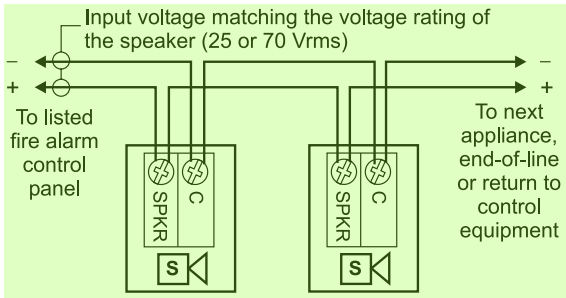 Input voltage matching the voltage rating of
the speaker (25 or 70 Vrms)
–
+
To listed
fire alarm
control
panel
–
+
To next
appliance,
end-of-line
or return to
control
equipment
SPKR
C
S
SPKR
C
S